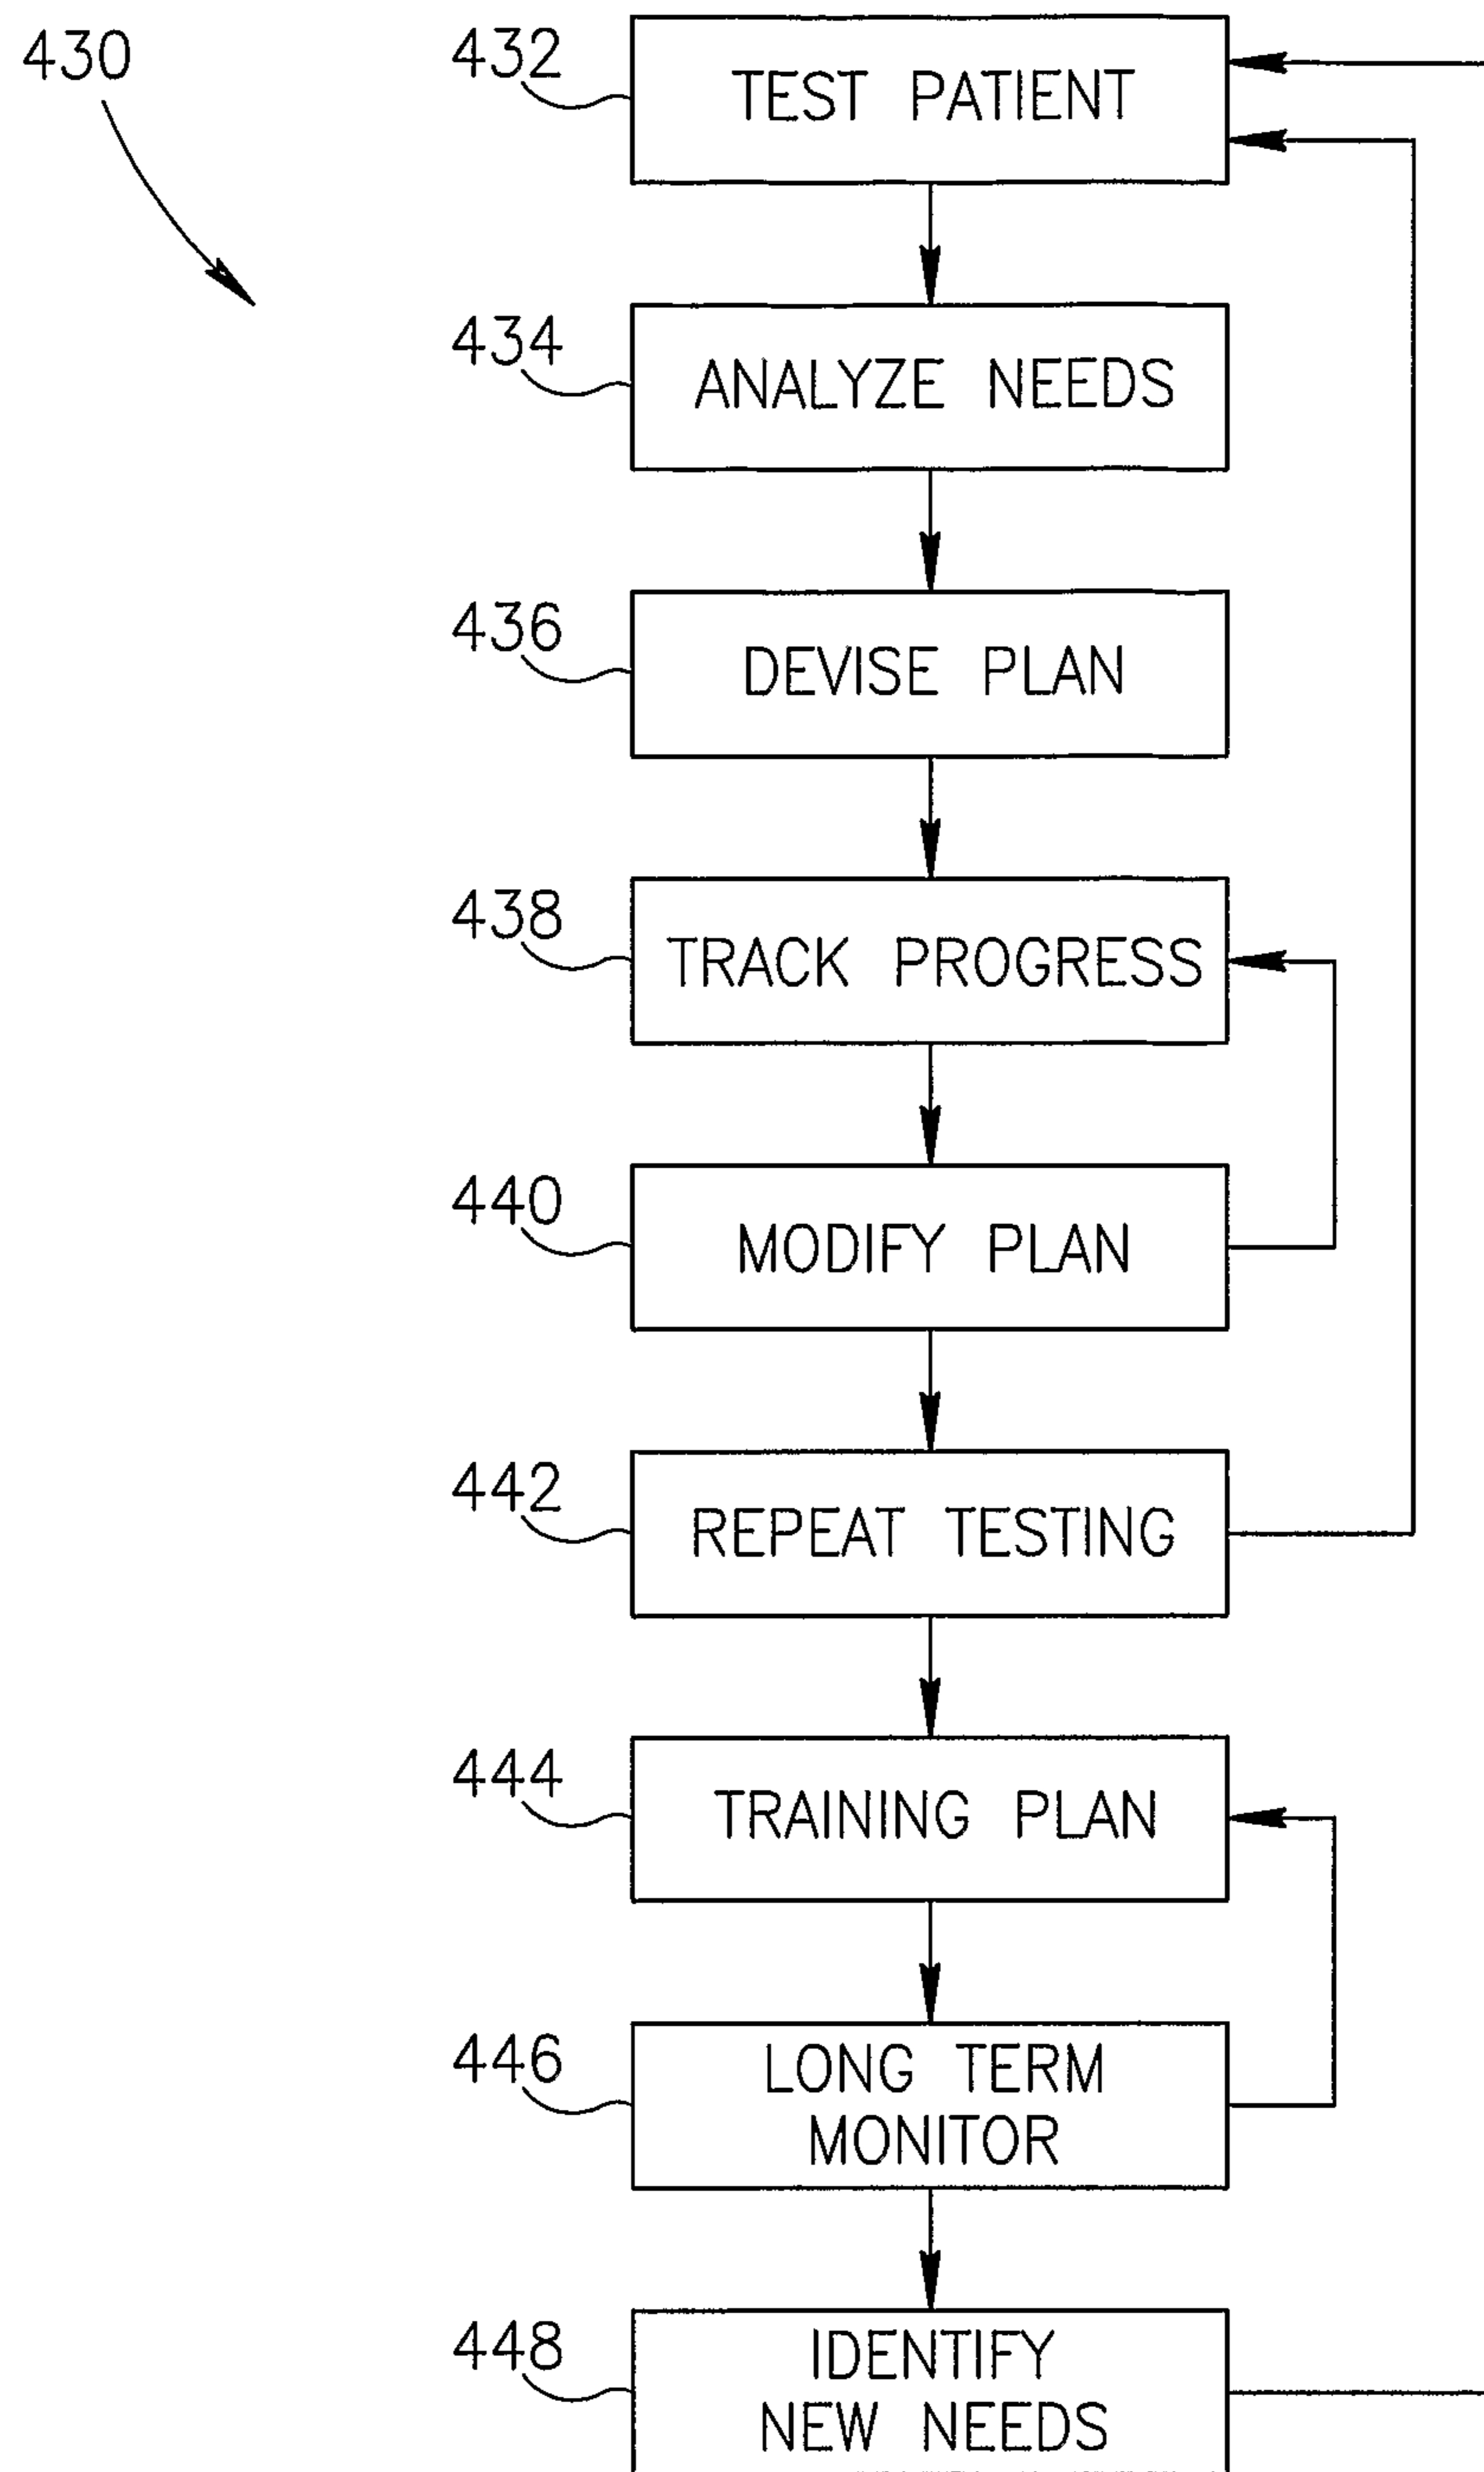 430
432
TEST PATIENT
434
ANALYZE NEEDS
436
DEVISE PLAN
438
TRACK PROGRESS
440
MODIFY PLAN
442
REPEAT TESTING
444
TRAINING PLAN
446
LONG TERM
MONITOR
448
IDENTIFY
NEW NEEDS